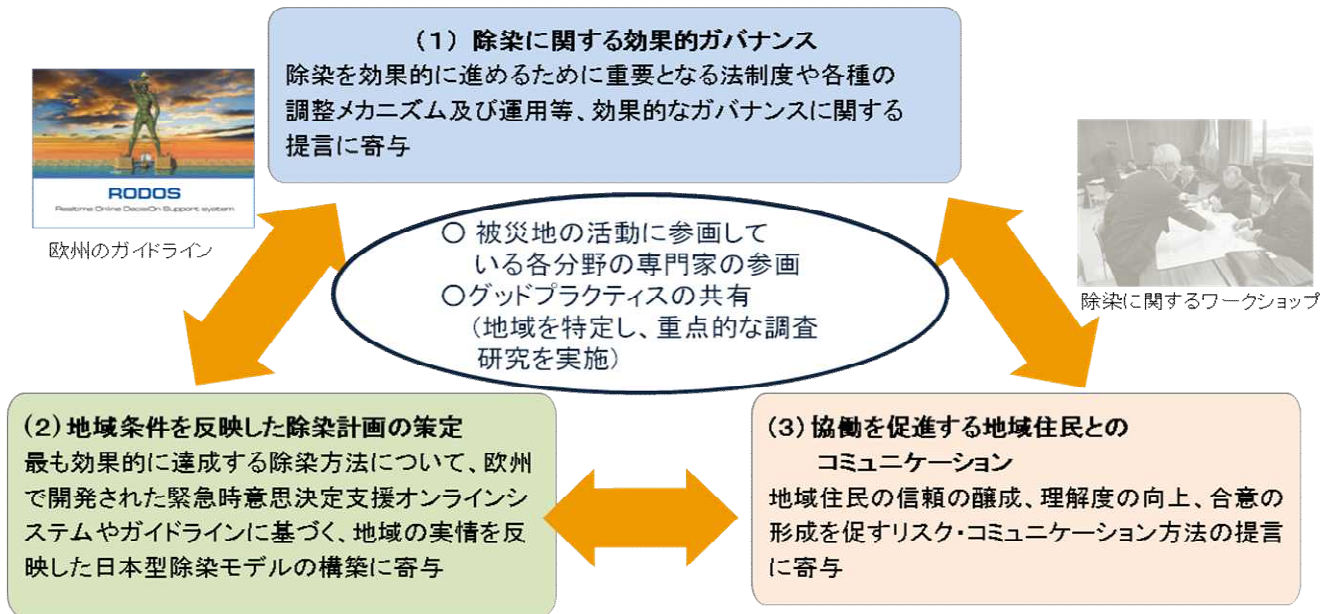 (1) 除染に関する効果的ガバナンス
除染を効果的に進めるために重要となる法制度や各種の
調整メカニズム及び運用等、効果的なガバナンスに関する
提言に寄与
RODOS
Realtime Online DecisiOn Support system
欧州のガイドライン
○ 被災地の活動に参画して
いる各分野の専門家の参画
○グッドプラクティスの共有
(地域を特定し、重点的な調査
研究を実施)
除染に関するワークショップ
(2)地域条件を反映した除染計画の策定
最も効果的に達成する除染方法について、欧州
で開発された緊急時意思決定支援オンラインシ
ステムやガイドラインに基づく、地域の実情を反
映した日本型除染モデルの構築に寄与
(3)協働を促進する地域住民との
コミュニケーション
地域住民の信頼の醸成、理解度の向上、合意の
形成を促すリスク・コミュニケーション方法の提言
に寄与